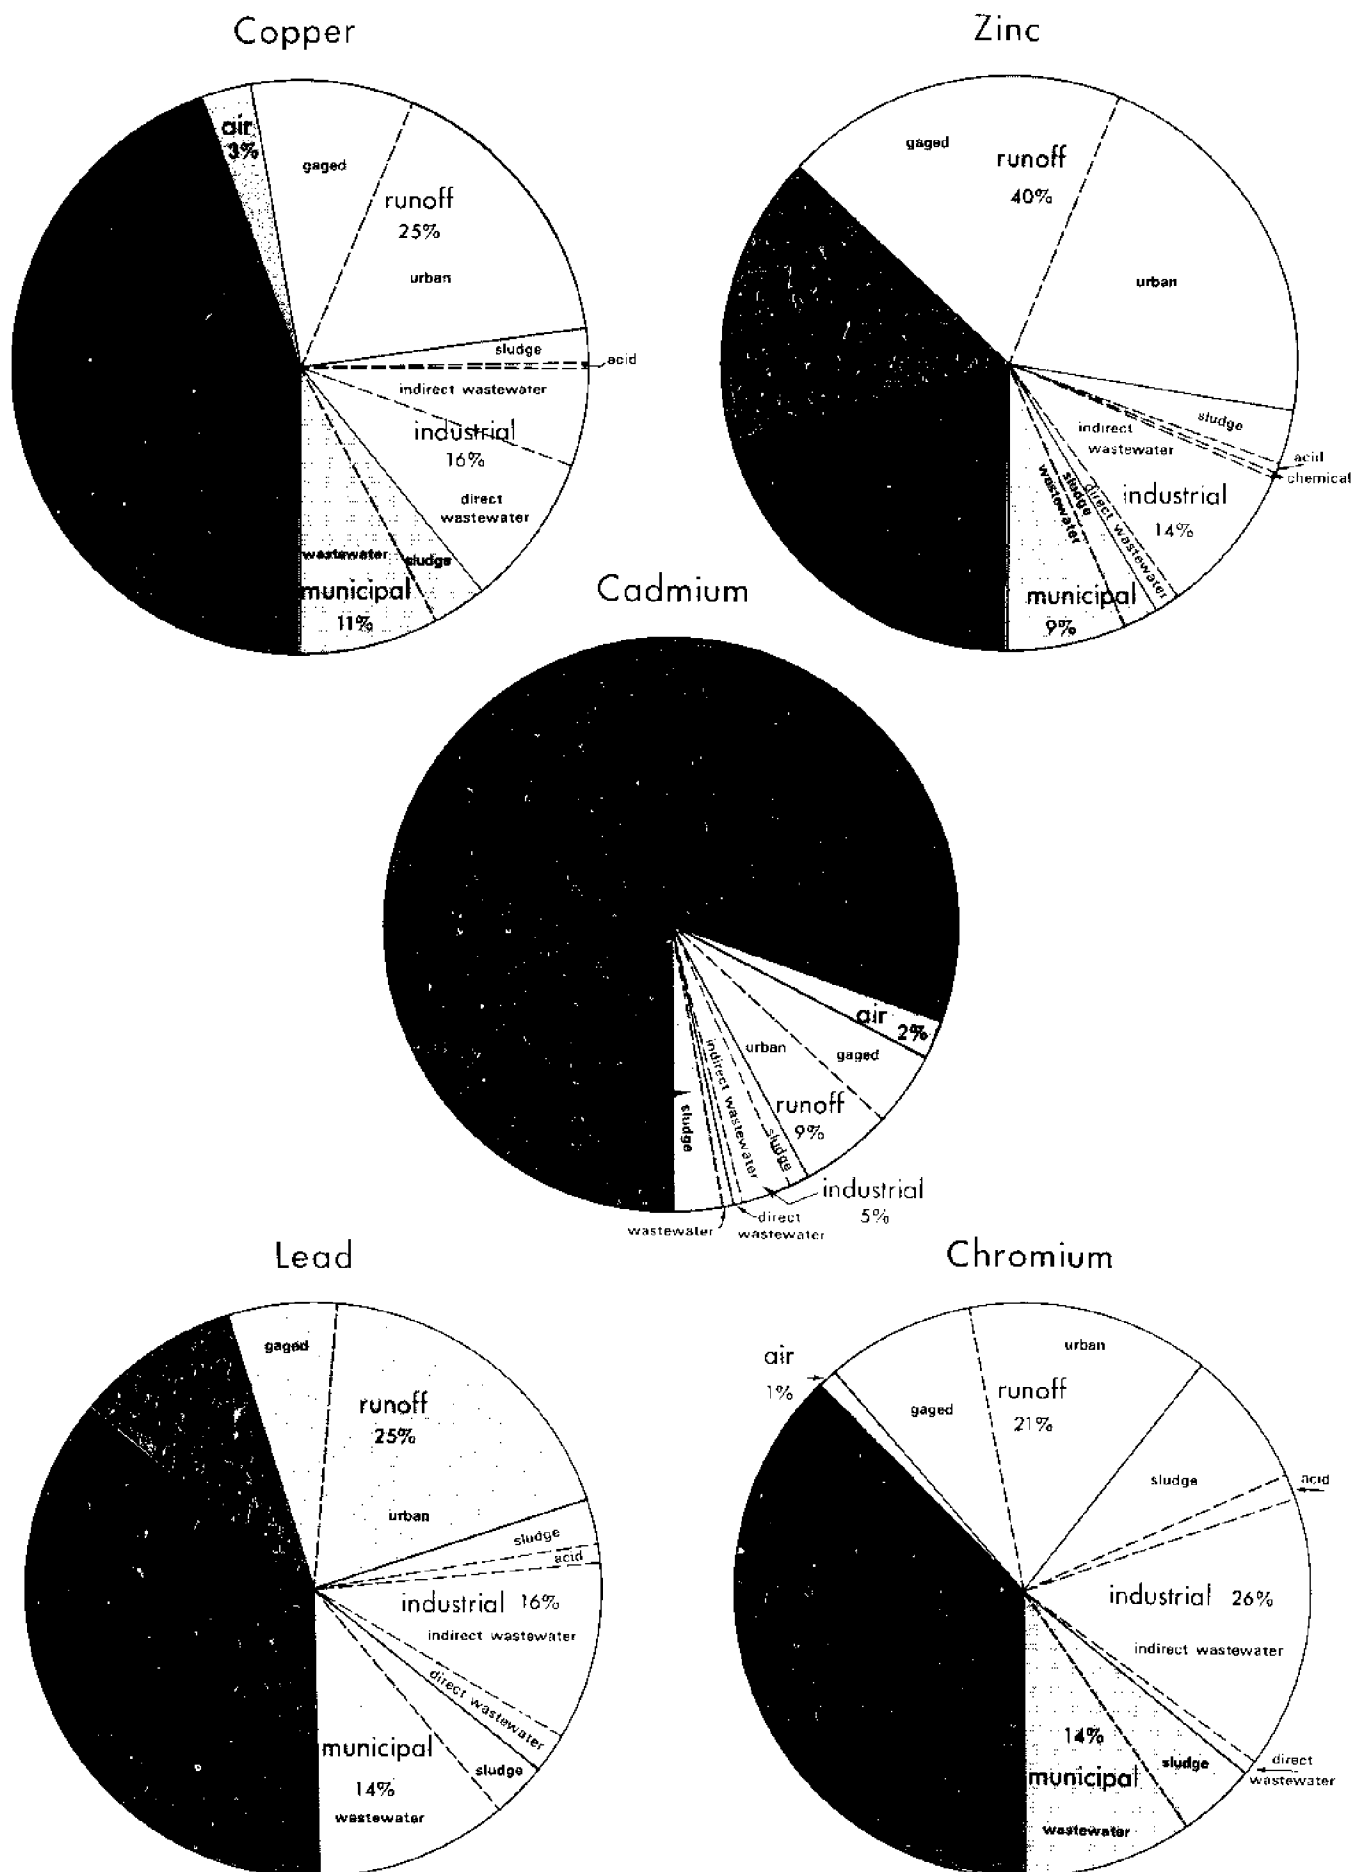 Copper
air
3%
gaged
runoff
25%
urban
sludge
acid
indirect wastewater
industrial
16%
direct
wastewater
wastewater
sludge
municipal
11%
Zinc
gaged
runoff
40%
urban
sludge
acid
chemical
indirect
wastewater
industrial
14%
direct wastewater
sludge
wastewater
municipal
9%
Cadmium
air 2%
gaged
urban
runoff
9%
sludge
indirect wastewater
industrial
5%
direct
wastewater
wastewater
sludge
Lead
gaged
runoff
25%
urban
sludge
acid
industrial 16%
indirect wastewater
direct wastewater
sludge
municipal
14%
wastewater
Chromium
air
1%
gaged
urban
runoff
21%
sludge
acid
industrial 26%
indirect wastewater
direct
wastewater
14%
sludge
municipal
wastewater